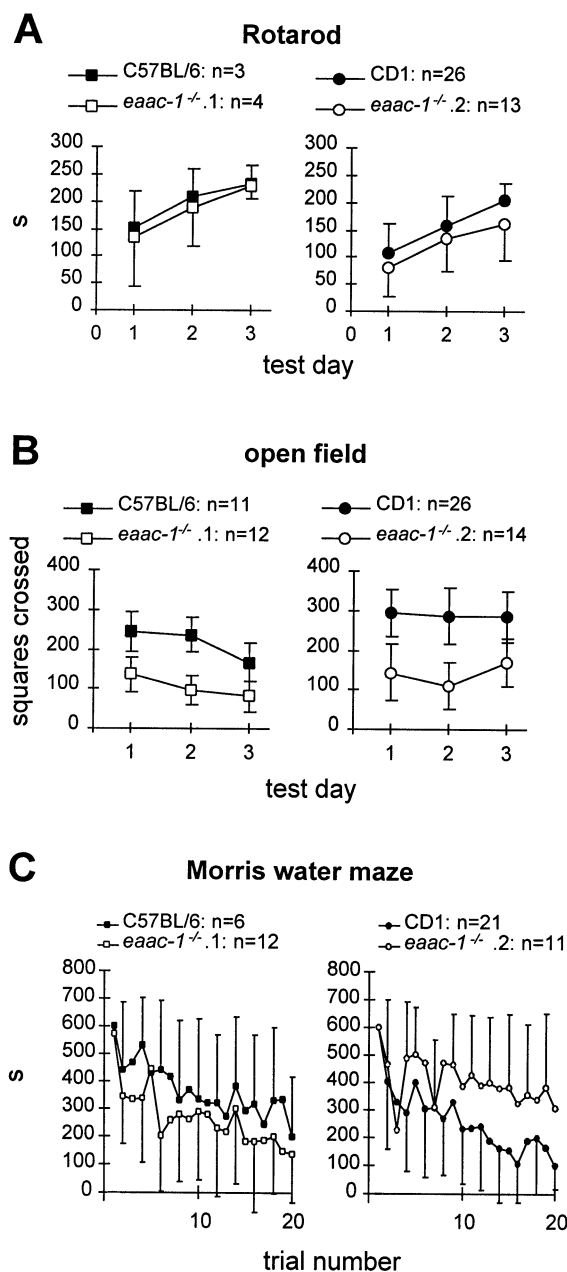 A
Rotarod
C57BL/6: n=3
CD1: n=26
eaac-1-/- .1: n=4
eaac-1-/- .2: n=13
300
250
200
150
100
50
0
s
0 1 2 3
300
250
200
150
100
50
0
0 1 2 3
test day
B
open field
C57BL/6: n=11
CD1: n=26
eaac-1-/- .1: n=12
eaac-1-/- .2: n=14
squares crossed
400
300
200
100
0
1 2 3
400
300
200
100
0
1 2 3
test day
C
Morris water maze
C57BL/6: n=6
CD1: n=21
eaac-1-/- .1: n=12
eaac-1-/- .2: n=11
s
800
700
600
500
400
300
200
100
0
10 20
800
700
600
500
400
300
200
100
0
10 20
trial number